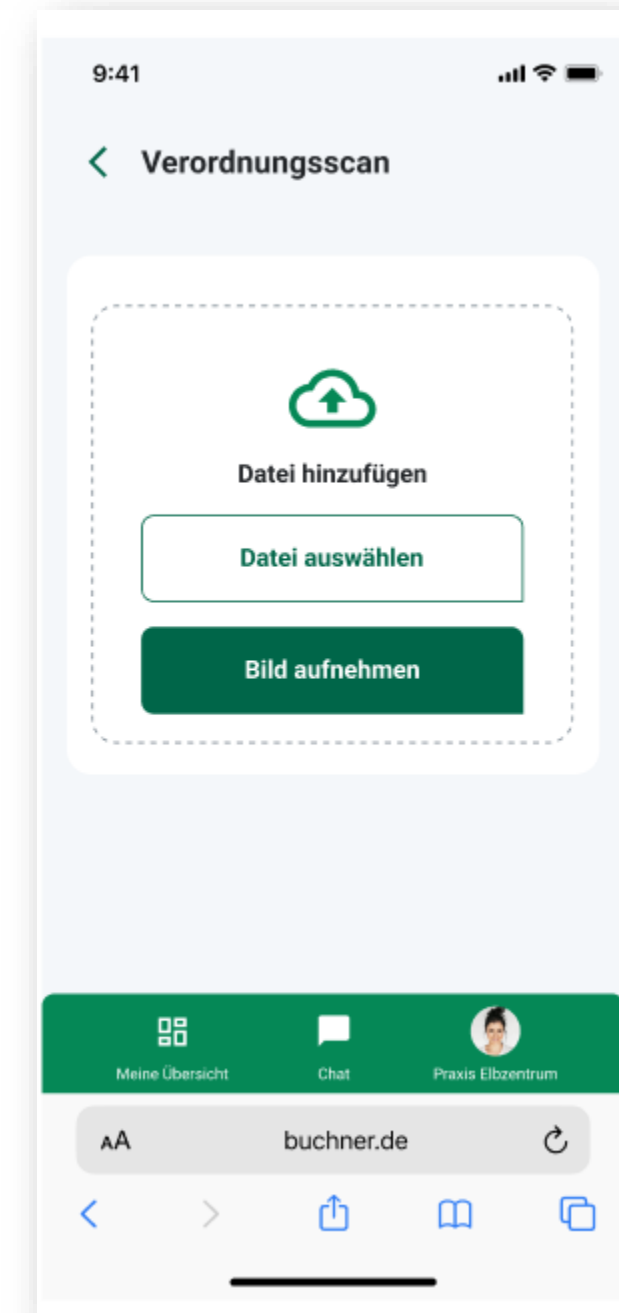 9:41
Verordnungsscan
Datei hinzufügen
Datei auswählen
Bild aufnehmen
Meine Übersicht
Chat
Praxis Elbzentrum
AA
buchner.de